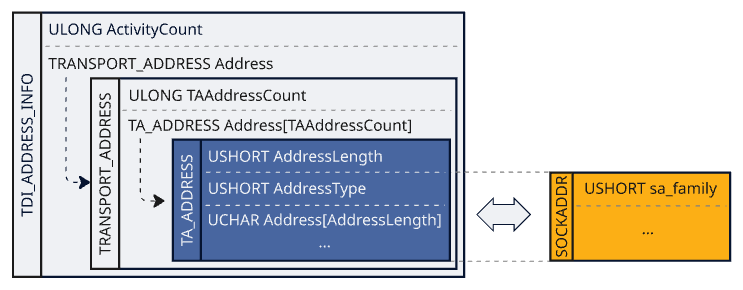 TDI_ADDRESS_INFO
ULONG ActivityCount
TRANSPORT_ADDRESS Address
TRANSPORT_ADDRESS
ULONG TAAddressCount
TA_ADDRESS Address[TAAddressCount]
TA_ADDRESS
USHORT AddressLength
USHORT AddressType
UCHAR Address[AddressLength]
...
SOCKADDR
USHORT sa_family
...